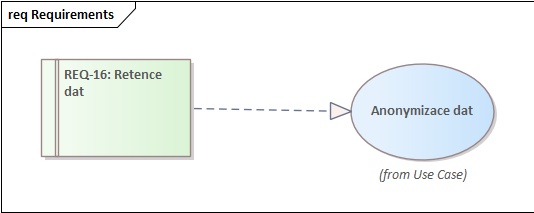 req Requirements
REQ-16: Retence
dat
Anonymizace dat
(from Use Case)